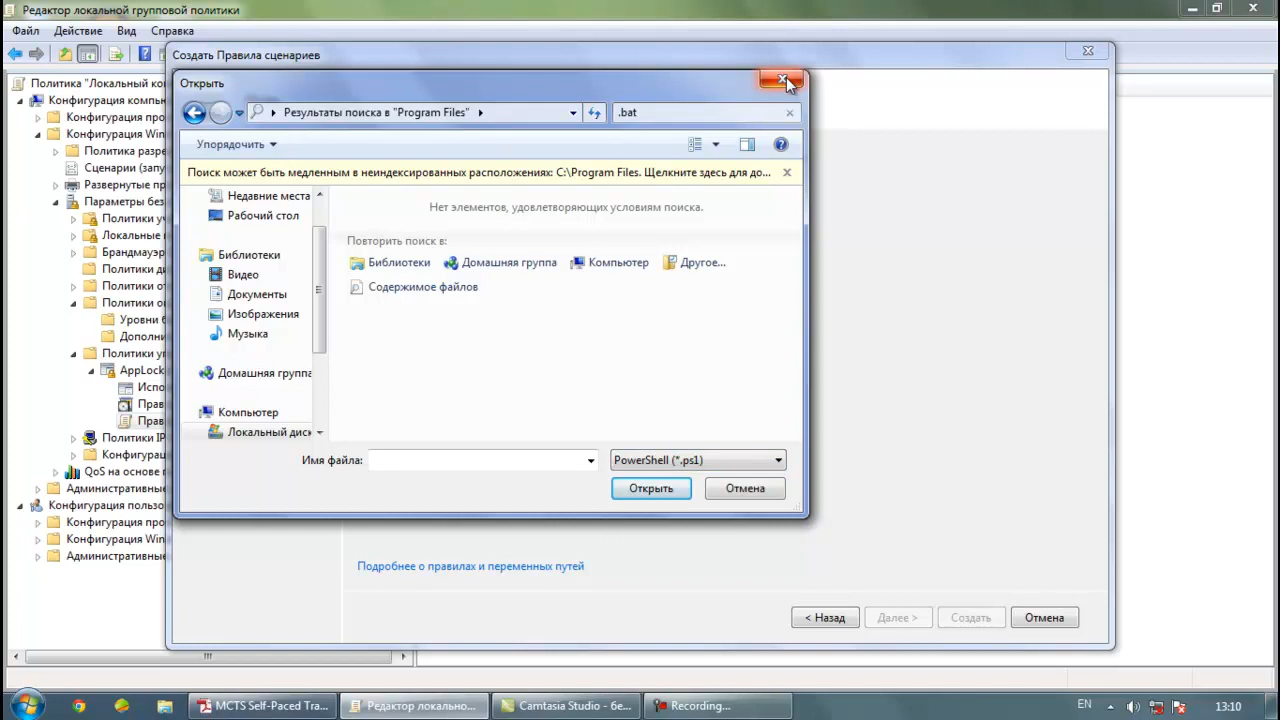 Редактор локальной групповой политики
Файл Действие Вид Справка
Создать Правила сценариев
Открыть
Результаты поиска в "Program Files"
.bat
Упорядочить
Поиск может быть медленным в неиндексированных расположениях: C:\Program Files. Щелкните здесь для до...
Недавние места
Рабочий стол
Библиотеки
Видео
Документы
Изображения
Музыка
Домашняя группа
Компьютер
Локальный диск
Нет элементов, удовлетворяющих условиям поиска.
Повторить поиск в:
Библиотеки Домашняя группа Компьютер Другое...
Содержимое файлов
Имя файла:
PowerShell (*.ps1)
Открыть Отмена
Политика "Локальный ко
Конфигурация компь
Конфигурация про
Конфигурация Win
Политика разре
Сценарии (запу
Развернутые пр
Параметры без
Политики уч
Локальные
Брандмауэр
Политики ди
Политики от
Политики ог
Уровни б
Дополни
Политики уп
AppLock
Испо
Прав
Прав
Политики IP
Конфигурац
QoS на основе п
Административные
Конфигурация пользо
Конфигурация про
Конфигурация Win
Административные
Подробнее о правилах и переменных путей
< Назад Далее > Создать Отмена
MCTS Self-Paced Tra... Редактор локально... Camtasia Studio - бе... Recording... EN 13:10